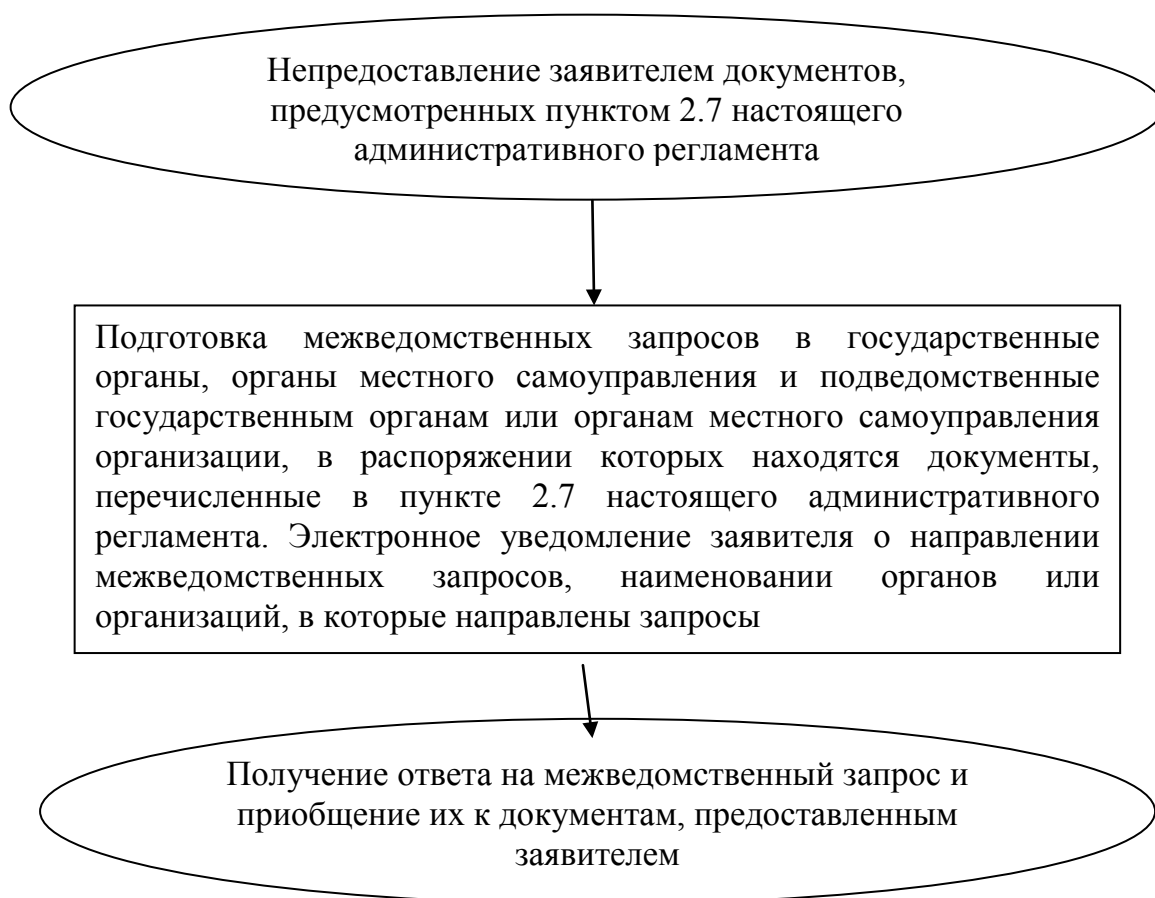 Непредоставление заявителем документов,
предусмотренных пунктом 2.7 настоящего
административного регламента
Подготовка межведомственных запросов в государственные
органы, органы местного самоуправления и подведомственные
государственным органам или органам местного самоуправления
организации, в распоряжении которых находятся документы,
перечисленные в пункте 2.7 настоящего административного
регламента. Электронное уведомление заявителя о направлении
межведомственных запросов, наименовании органов или
организаций, в которые направлены запросы
Получение ответа на межведомственный запрос и
приобщение их к документам, предоставленным
заявителем